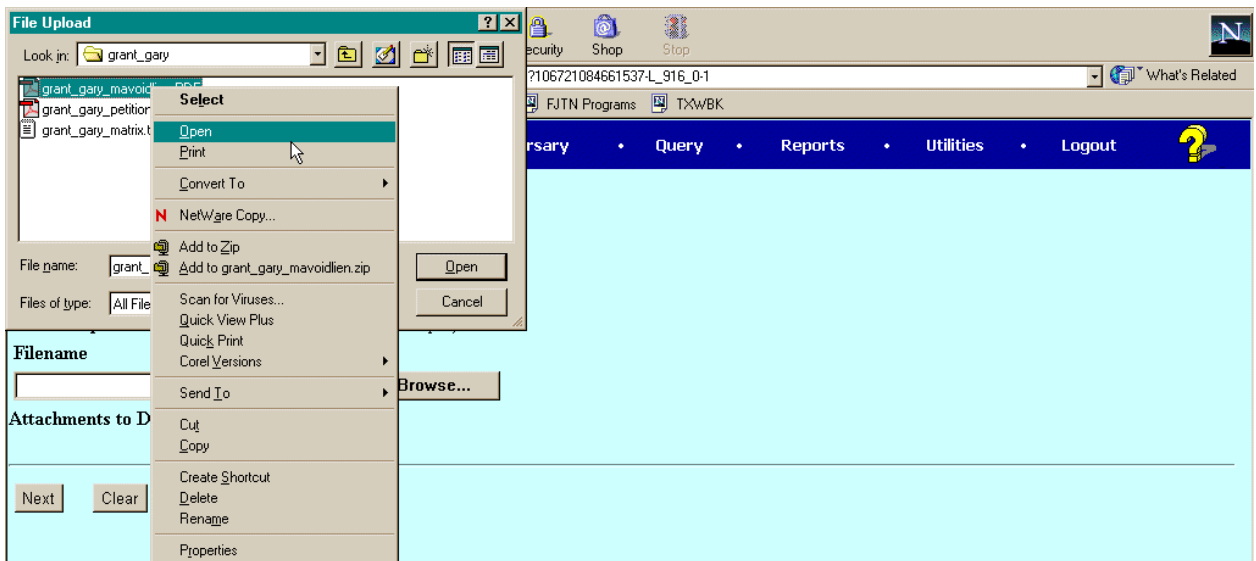 File Upload
Look in: grant_gary
grant_gary_mavoidlien.PDF
grant_gary_petition
grant_gary_matrix.t
File name: grant_
Open
Files of type: All File
Cancel
Select
Open
Print
Convert To
N NetWare Copy...
Add to Zip
Add to grant_gary_mavoidlien.zip
Scan for Viruses...
Quick View Plus
Quick Print
Corel Versions
Send To
Cut
Copy
Create Shortcut
Delete
Rename
Properties
ecurity Shop Stop
N
?106721084661537-L_916_0-1 What's Related
FJTN Programs TXWBK
rsary • Query • Reports • Utilities • Logout ?
Filename
Browse...
Attachments to D
Next Clear